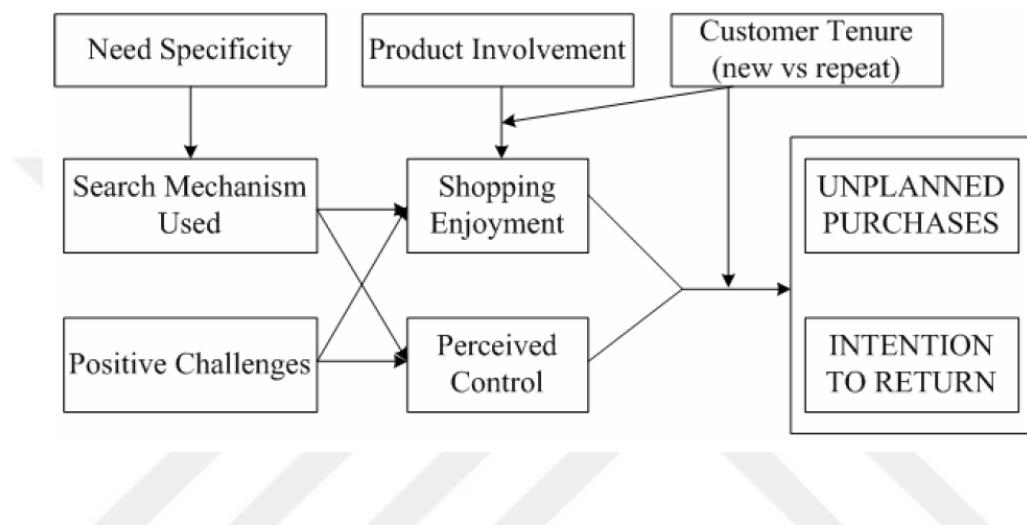 Need Specificity
Product Involvement
Customer Tenure
(new vs repeat)
Search Mechanism
Used
Shopping
Enjoyment
UNPLANNED
PURCHASES
Positive Challenges
Perceived
Control
INTENTION
TO RETURN